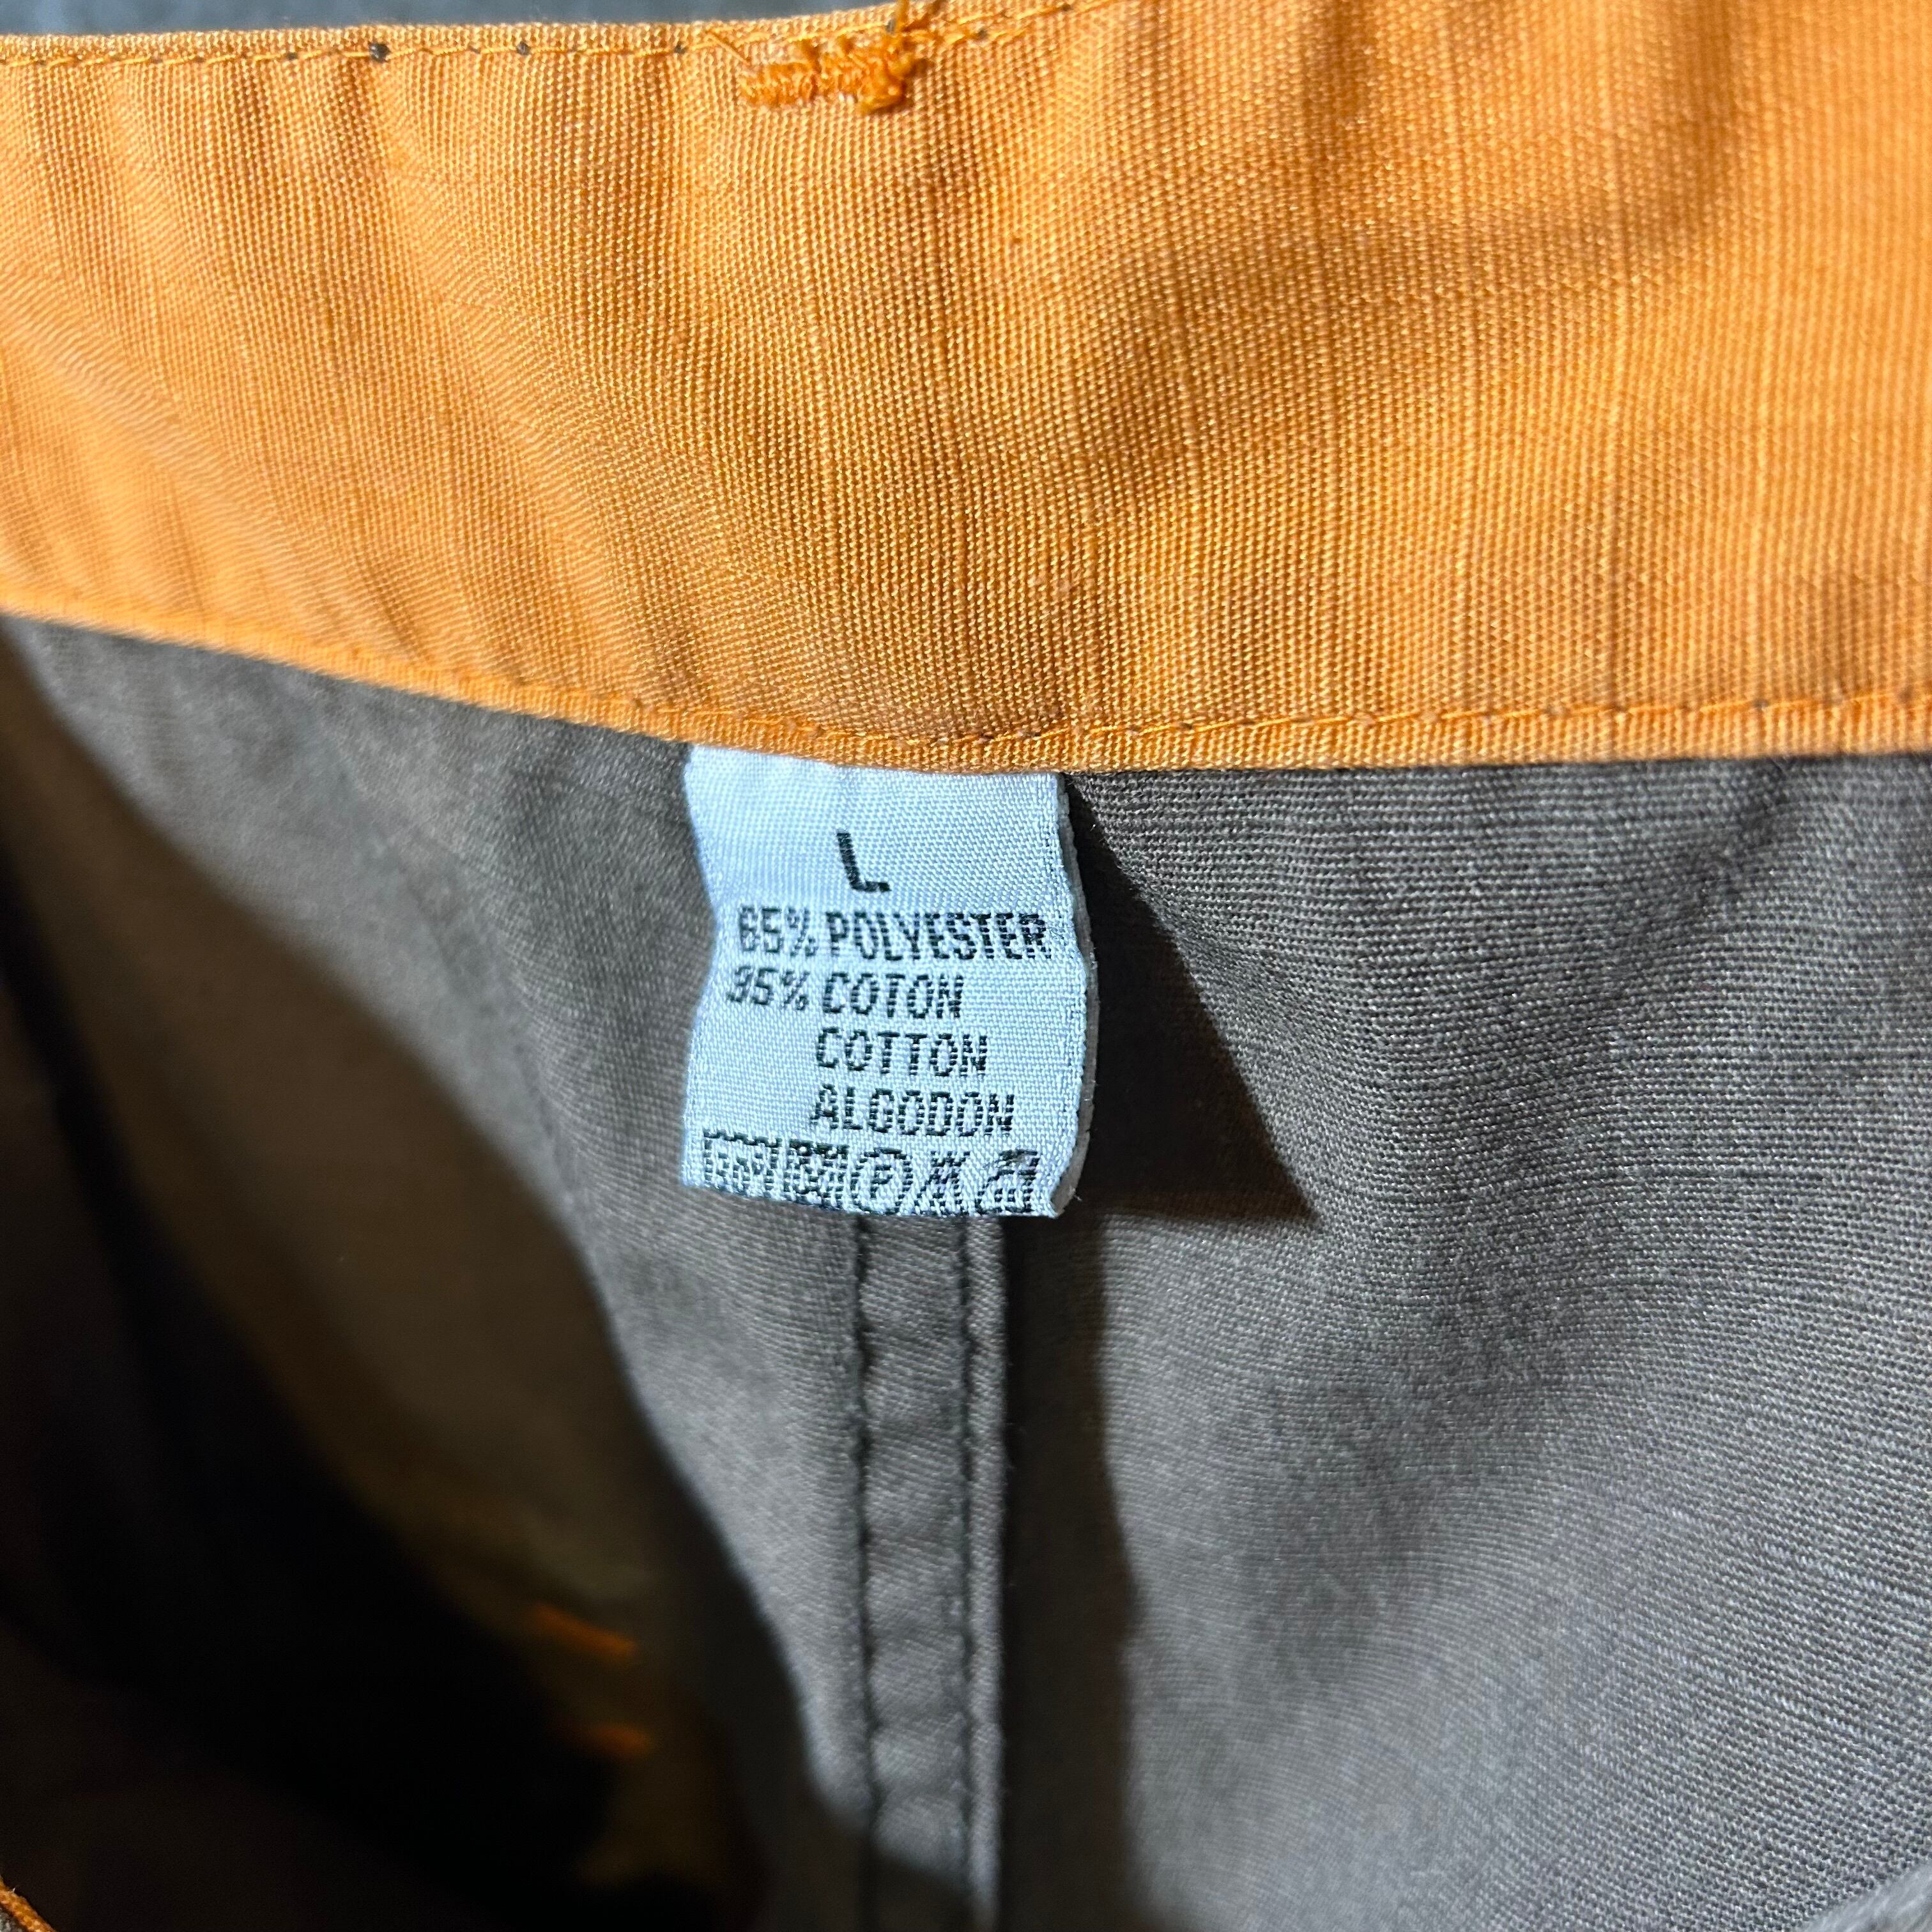 L
65% POLYESTER
35% COTON
COTTON
ALGODON
P